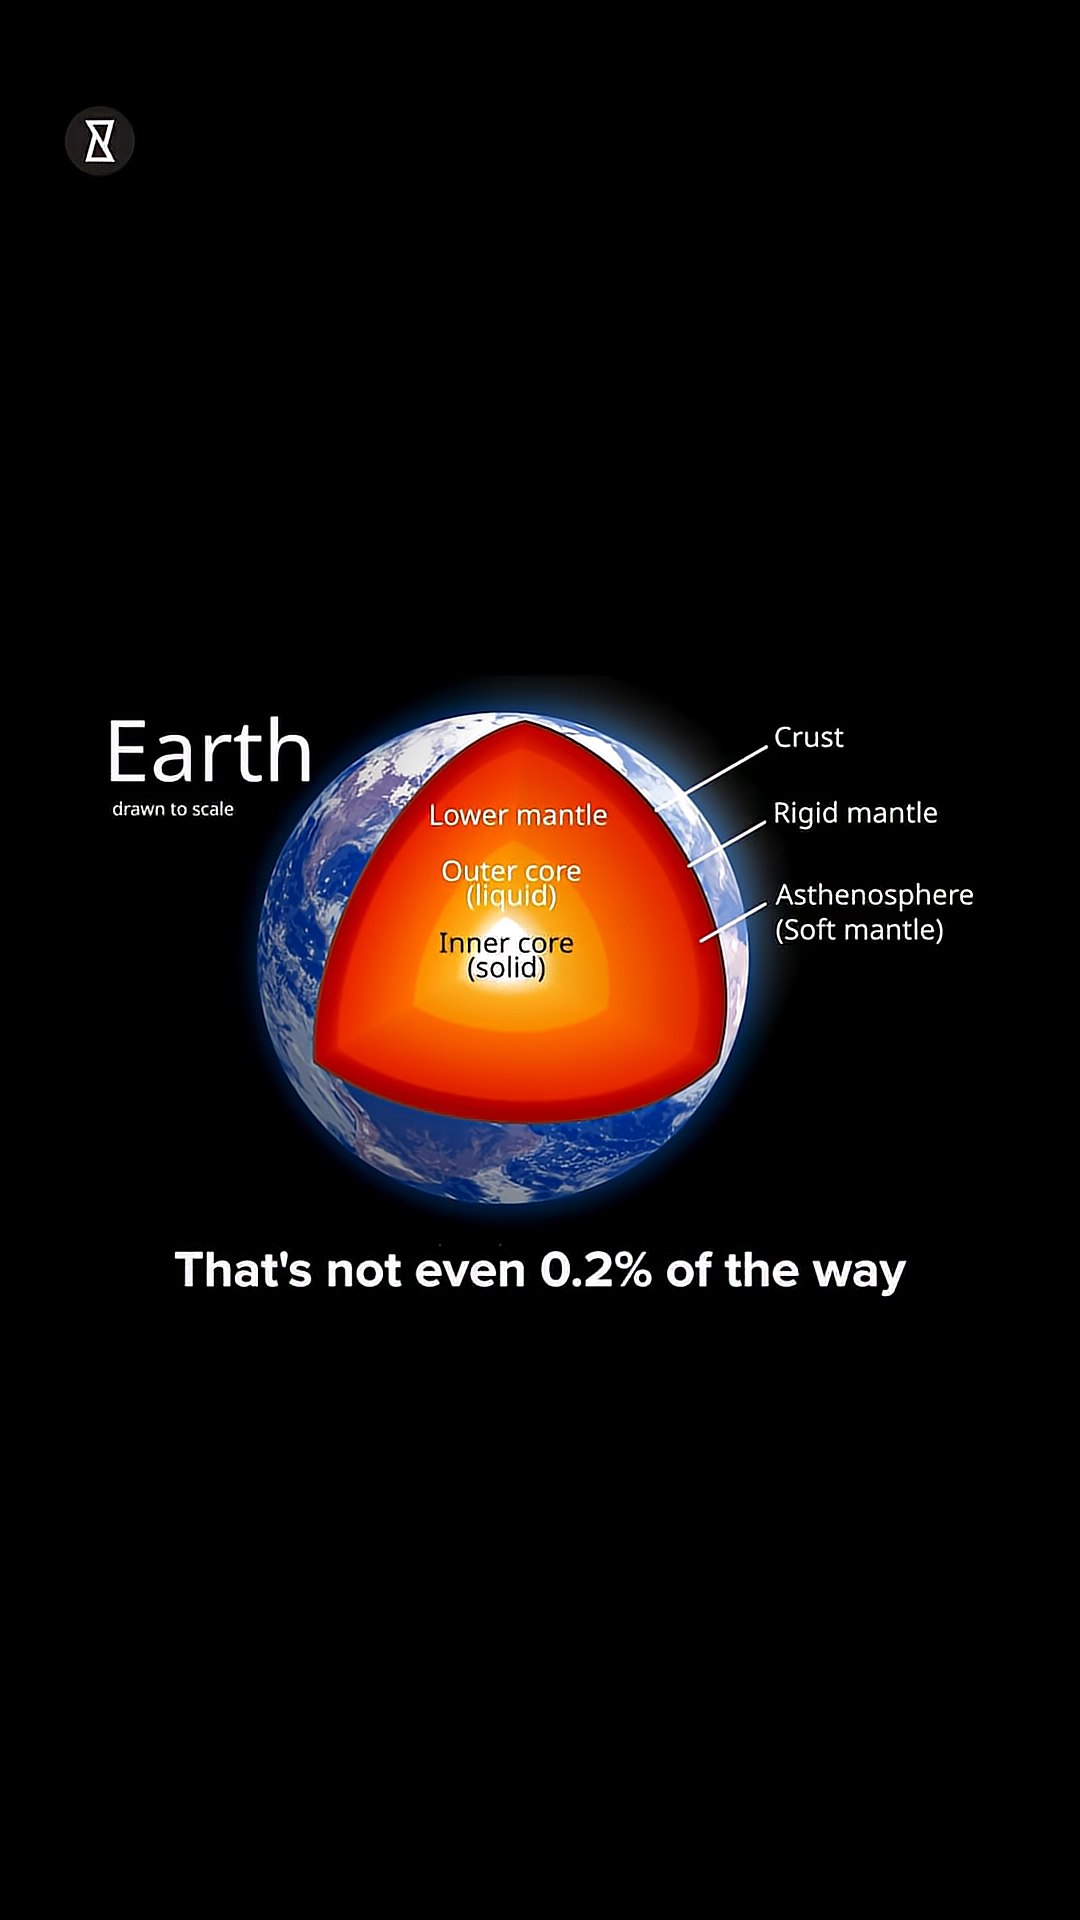 Earth
drawn to scale
Crust
Rigid mantle
Asthenosphere
(Soft mantle)
Lower mantle
Outer core
(liquid)
Inner core
(solid)
That's not even 0.2% of the way